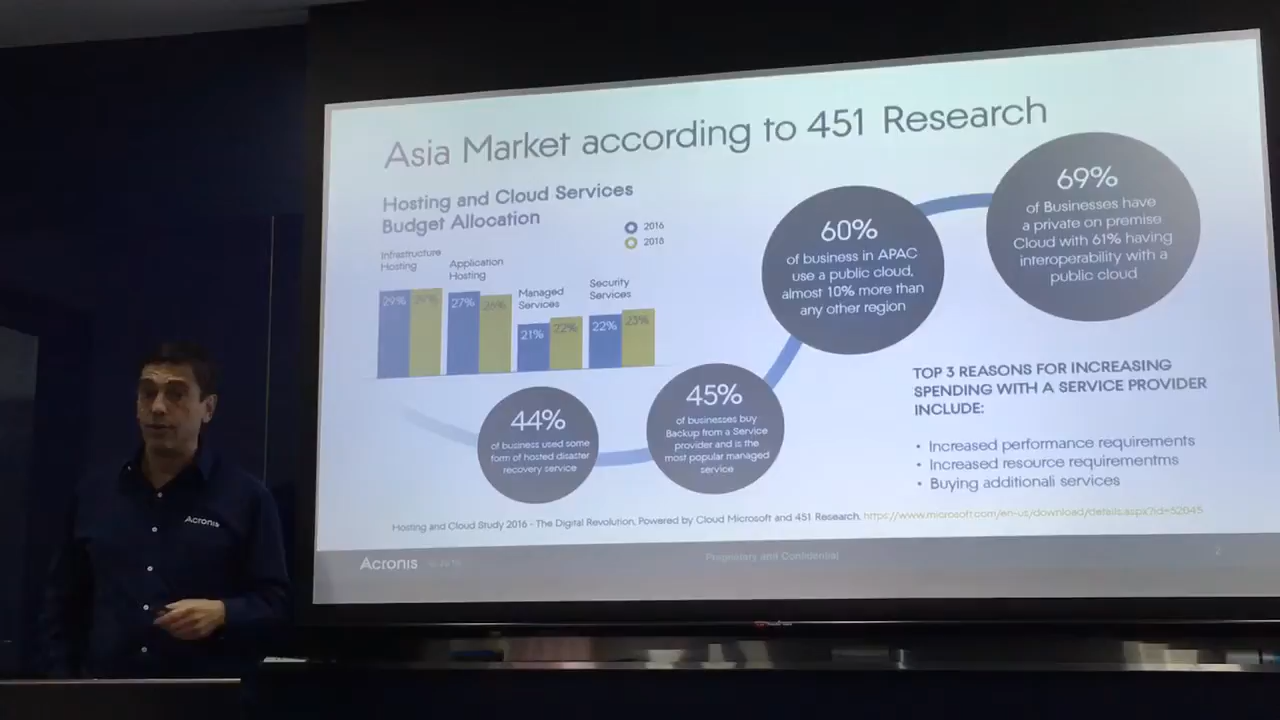 Asia Market according to 451 Research
Hosting and Cloud Services
Budget Allocation
2016
2018
Infrastructure
Hosting
Application
Hosting
Managed
Services
Security
Services
29%
27%
26%
21%
22%
22%
23%
44%
of business used some
form of hosted disaster
recovery service
45%
of businesses buy
Backup from a Service
provider and is the
most popular managed
service
60%
of business in APAC
use a public cloud,
almost 10% more than
any other region
69%
of Businesses have
a private on premise
Cloud with 61% having
interoperability with a
public cloud
TOP 3 REASONS FOR INCREASING
SPENDING WITH A SERVICE PROVIDER
INCLUDE:
• Increased performance requirements
• Increased resource requirementms
• Buying additionali services
Hosting and Cloud Study 2016 - The Digital Revolution, Powered by Cloud Microsoft and 451 Research, https://www.microsoft.com/en-us/download/details.aspx?id=52045
Acronis
Proprietary and Confidential
2
Acronis